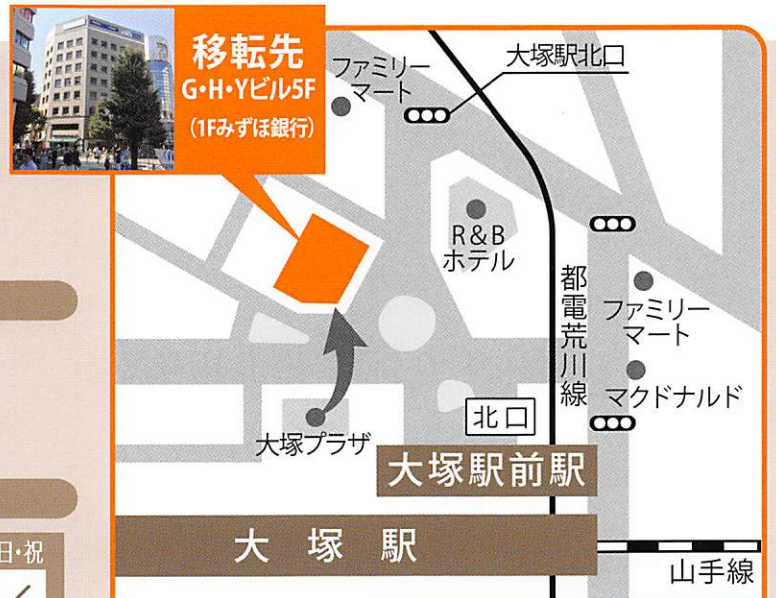 移転先
G・H・Yビル5F
(1Fみずほ銀行)
ファミリー
マート
大塚駅北口
R&B
ホテル
都電荒川線
ファミリー
マート
マクドナルド
大塚プラザ
北口
大塚駅前駅
大塚駅
山手線
日・祝